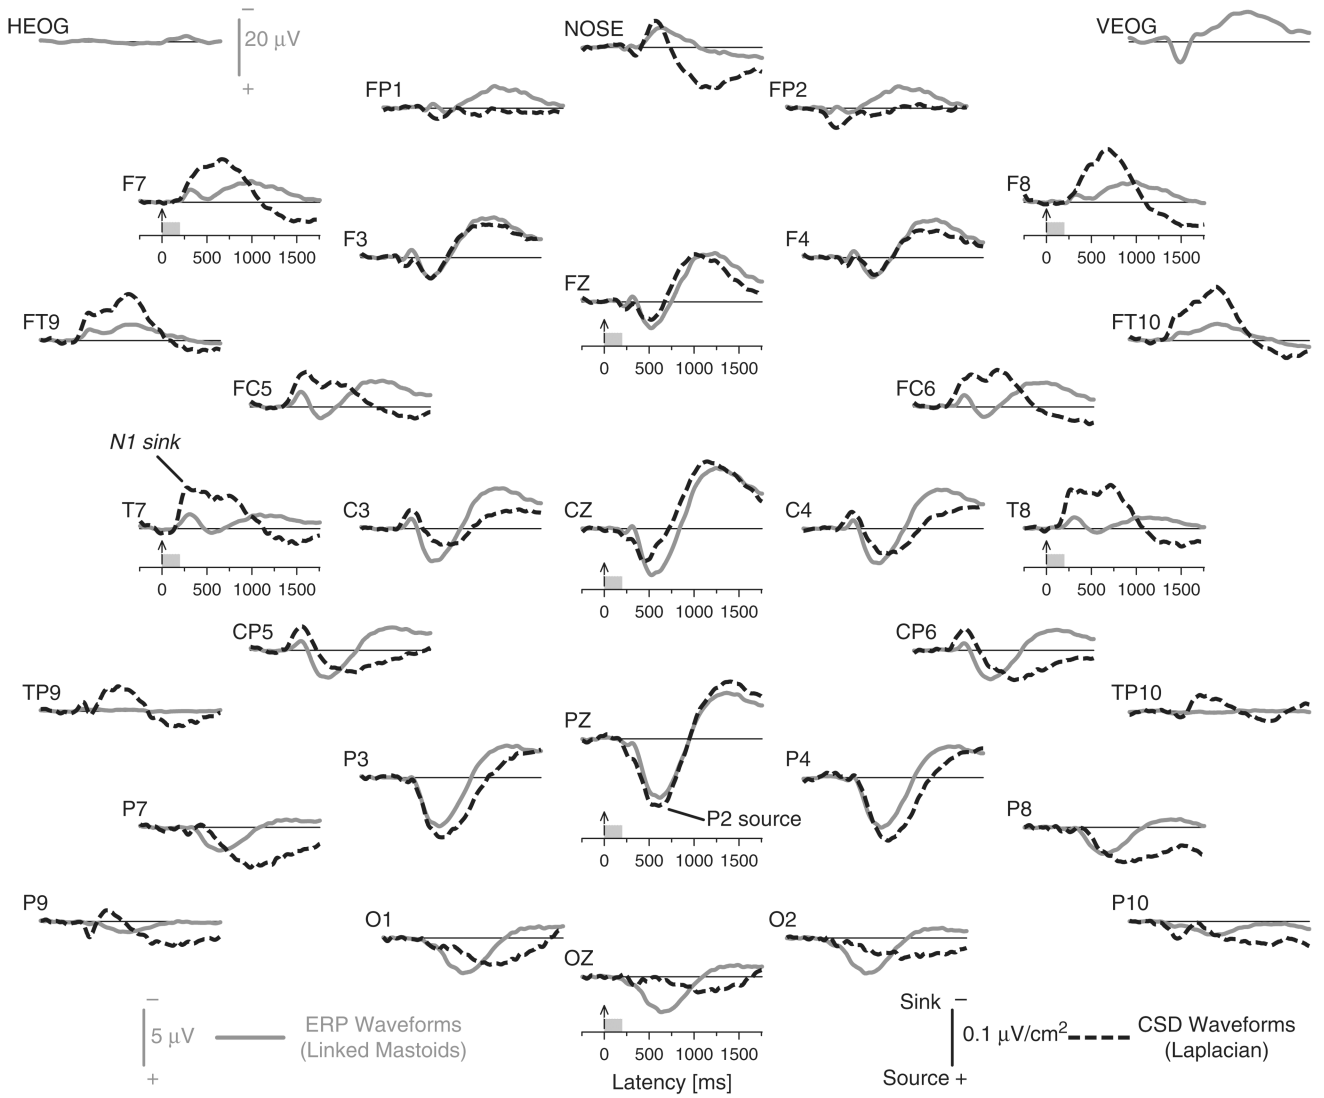 HEOG
−
20 µV
+
NOSE
VEOG
FP1
FP2
F7
0 500 1000 1500
F8
0 500 1000 1500
F3
F4
FZ
0 500 1000 1500
FT9
FT10
FC5
FC6
N1 sink
T7
0 500 1000 1500
C3
CZ
0 500 1000 1500
C4
T8
0 500 1000 1500
CP5
CP6
TP9
TP10
PZ
P2 source
0 500 1000 1500
P3
P4
P7
P8
P9
P10
O1
O2
OZ
0 500 1000 1500
Latency [ms]
−
5 µV
+
ERP Waveforms
(Linked Mastoids)
Sink −
0.1 µV/cm²
Source +
CSD Waveforms
(Laplacian)